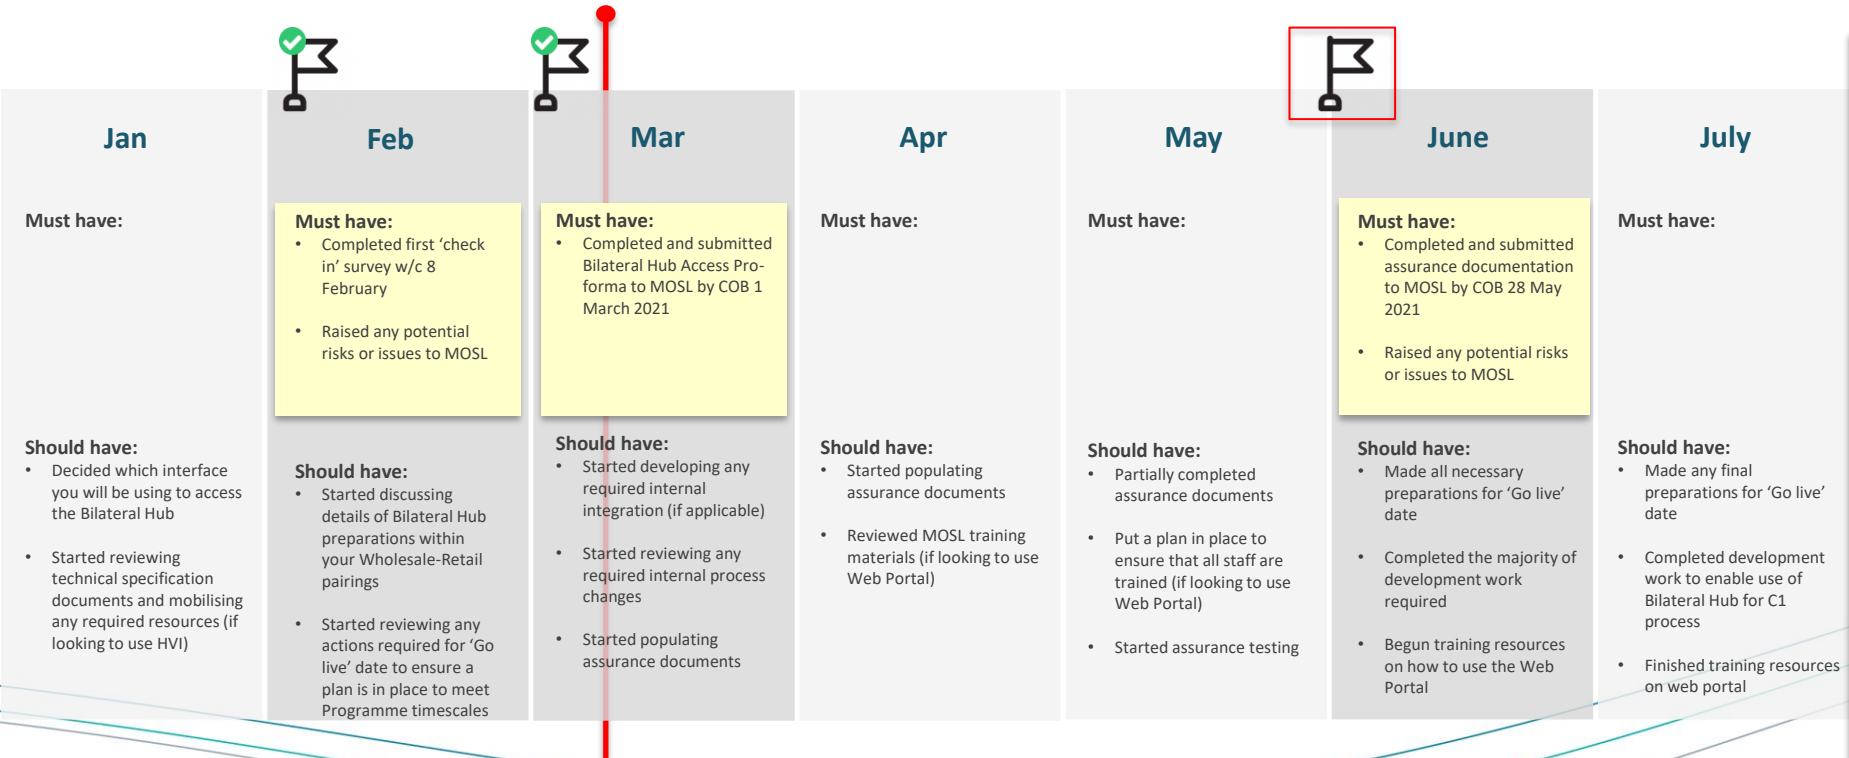 Jan
Must have:
Should have:
• Decided which interface
you will be using to access
the Bilateral Hub
• Started reviewing
technical specification
documents and mobilising
any required resources (if
looking to use HVI)
Feb
Must have:
• Completed first ‘check
in’ survey w/c 8
February
• Raised any potential
risks or issues to MOSL
Should have:
• Started discussing
details of Bilateral Hub
preparations within
your Wholesale-Retail
pairings
• Started reviewing any
actions required for ‘Go
live’ date to ensure a
plan is in place to meet
Programme timescales
Mar
Must have:
• Completed and submitted
Bilateral Hub Access Pro-
forma to MOSL by COB 1
March 2021
Should have:
• Started developing any
required internal
integration (if applicable)
• Started reviewing any
required internal process
changes
• Started populating
assurance documents
Apr
Must have:
Should have:
• Started populating
assurance documents
• Reviewed MOSL training
materials (if looking to use
Web Portal)
May
Must have:
Should have:
• Partially completed
assurance documents
• Put a plan in place to
ensure that all staff are
trained (if looking to use
Web Portal)
• Started assurance testing
June
Must have:
• Completed and submitted
assurance documentation
to MOSL by COB 28 May
2021
• Raised any potential risks
or issues to MOSL
Should have:
• Made all necessary
preparations for ‘Go live’
date
• Completed the majority of
development work
required
• Begun training resources
on how to use the Web
Portal
July
Must have:
Should have:
• Made any final
preparations for ‘Go live’
date
• Completed development
work to enable use of
Bilateral Hub for C1
process
• Finished training resources
on web portal